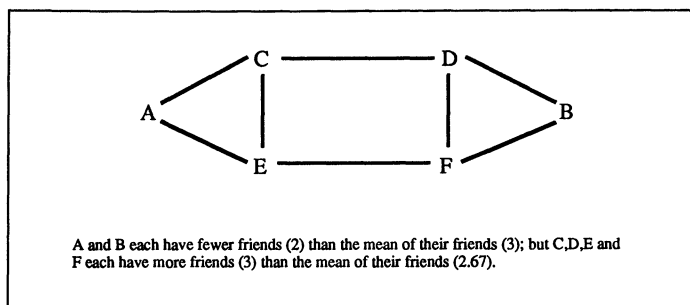 C D
A B
E F
A and B each have fewer friends (2) than the mean of their friends (3); but C,D,E and
F each have more friends (3) than the mean of their friends (2.67).